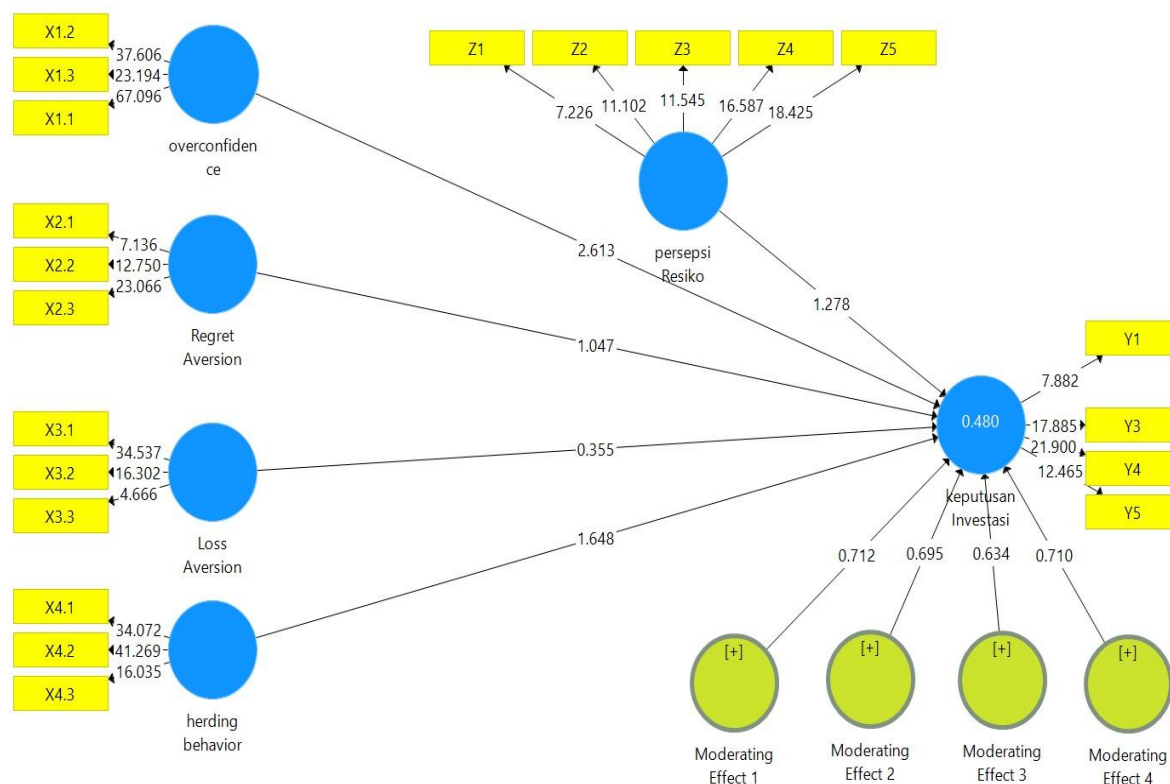 X1.2
37.606
X1.3
23.194
X1.1
67.096
overconfiden
ce
Z1
Z2
Z3
Z4
Z5
7.226
11.102
11.545
16.587
18.425
persepsi
Resiko
X2.1
7.136
X2.2
12.750
X2.3
23.066
Regret
Aversion
2.613
1.278
1.047
X3.1
34.537
X3.2
16.302
X3.3
4.666
Loss
Aversion
0.355
X4.1
34.072
X4.2
41.269
X4.3
16.035
herding
behavior
1.648
0.480
keputusan
Investasi
Y1
7.882
Y3
17.885
Y4
21.900
Y5
12.465
0.712
0.695
0.634
0.710
[+]
[+]
[+]
[+]
Moderating
Effect 1
Moderating
Effect 2
Moderating
Effect 3
Moderating
Effect 4